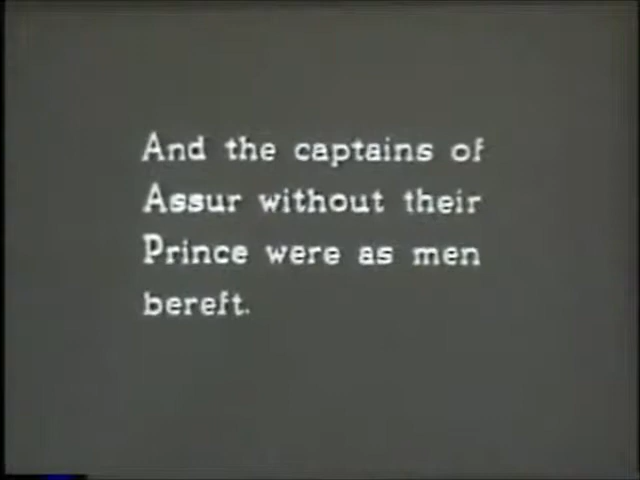 And the captains of
Assur without their
Prince were as men
bereft.